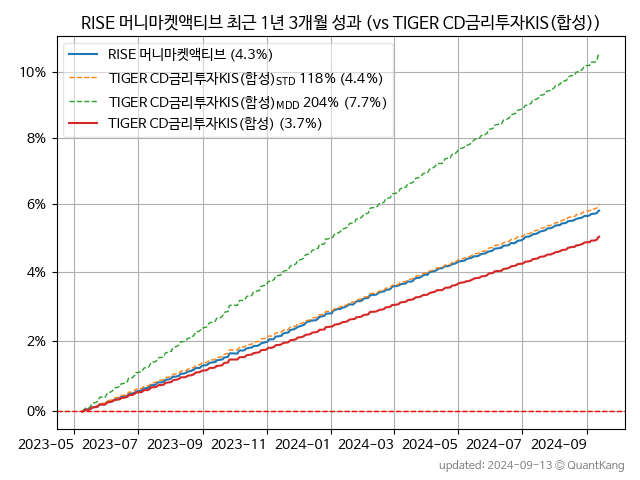 RISE 머니마켓액티브 최근 1년 3개월 성과 (vs TIGER CD금리투자KIS(합성))
RISE 머니마켓액티브 (4.3%)
TIGER CD금리투자KIS(합성)STD 118% (4.4%)
TIGER CD금리투자KIS(합성)MDD 204% (7.7%)
TIGER CD금리투자KIS(합성) (3.7%)
10%
8%
6%
4%
2%
0%
2023-05 2023-07 2023-09 2023-11 2024-01 2024-03 2024-05 2024-07 2024-09
updated: 2024-09-13 © QuantKang